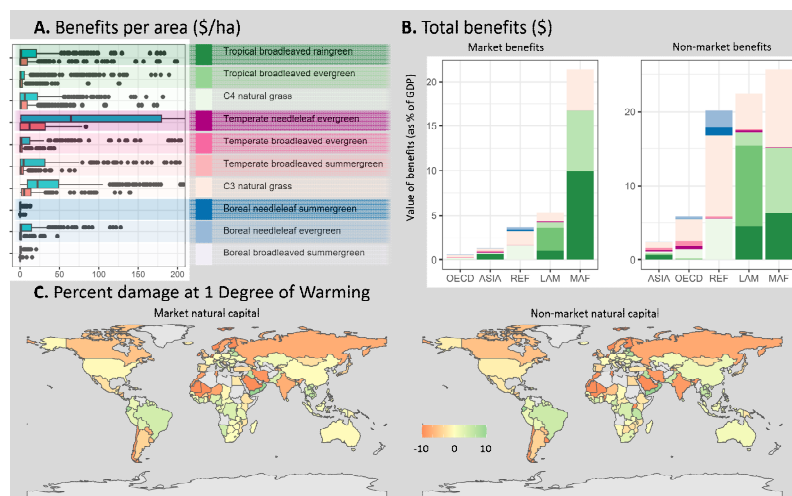 A. Benefits per area ($/ha)
Tropical broadleaved raingreen
Tropical broadleaved evergreen
C4 natural grass
Temperate needleleaf evergreen
Temperate broadleaved evergreen
Temperate broadleaved summergreen
C3 natural grass
Boreal needleleaf summergreen
Boreal needleleaf evergreen
Boreal broadleaved summergreen
0 50 100 150 200
B. Total benefits ($)
Market benefits Non-market benefits
Value of benefits (as % of GDP)
20
15
10
5
0
OECD ASIA REF LAM MAF
20
10
0
ASIA OECD REF LAM MAF
C. Percent damage at 1 Degree of Warming
Market natural capital Non-market natural capital
-10 0 10